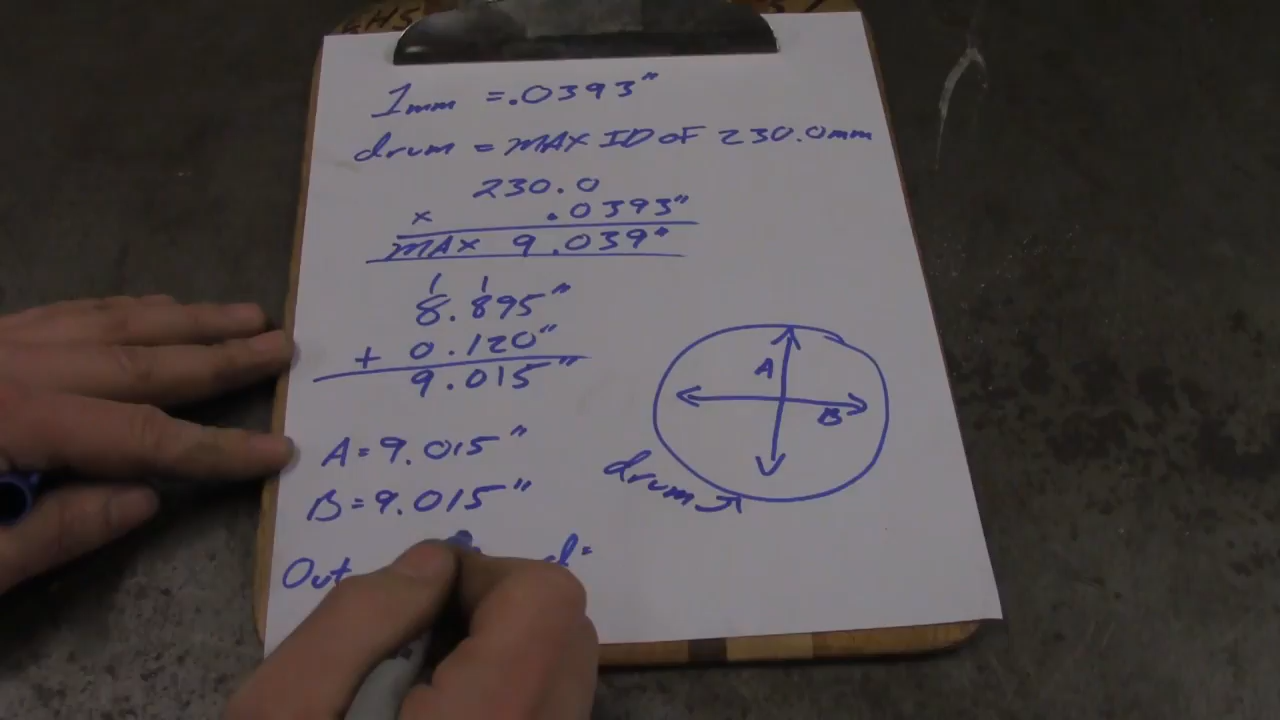 GHS
1mm = .0393"
drum = MAX ID OF 230.0mm
230.0
x .0393"
MAX 9.039"
1 1
8.895"
+ 0.120"
9.015"
A
B
drum
A = 9.015"
B = 9.015"
Out